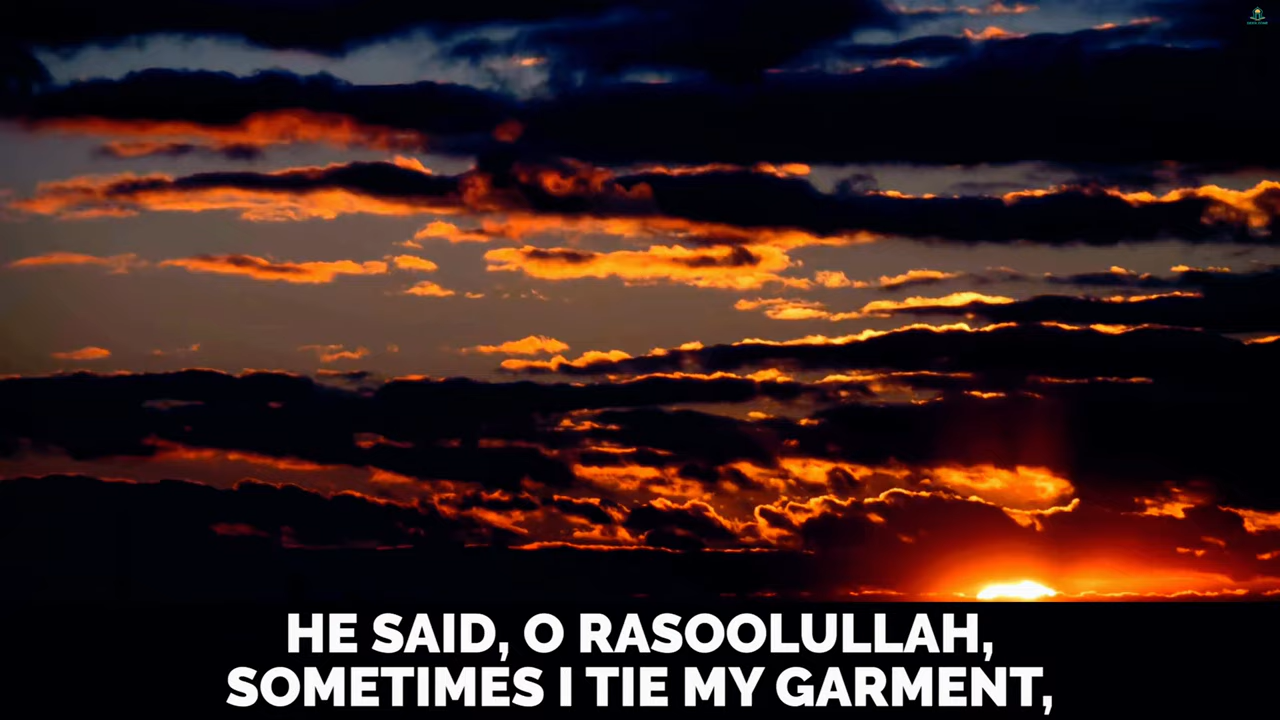 HE SAID, O RASOOLULLAH,
SOMETIMES I TIE MY GARMENT,